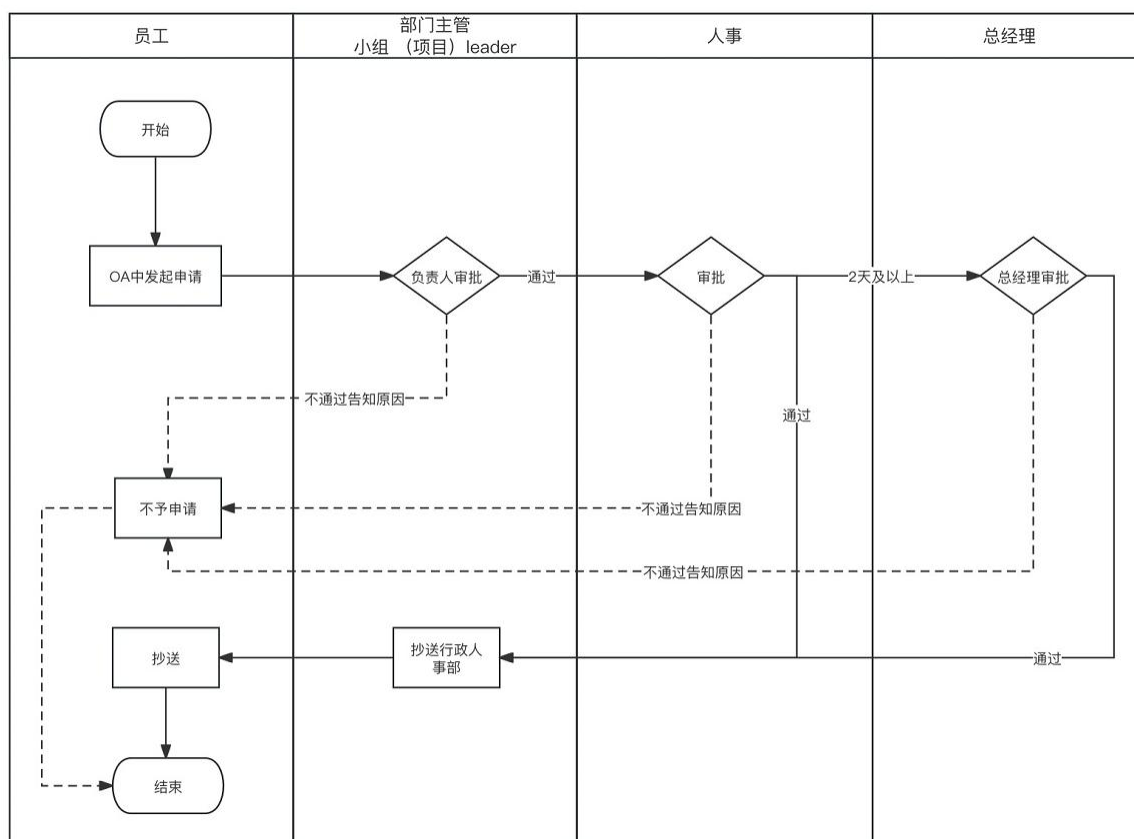 员工
部门主管
小组 （项目）leader
人事
总经理
开始
OA中发起申请
负责人审批
通过
审批
2天及以上
总经理审批
不通过告知原因
通过
不予申请
不通过告知原因
不通过告知原因
抄送
抄送行政人
事部
通过
结束